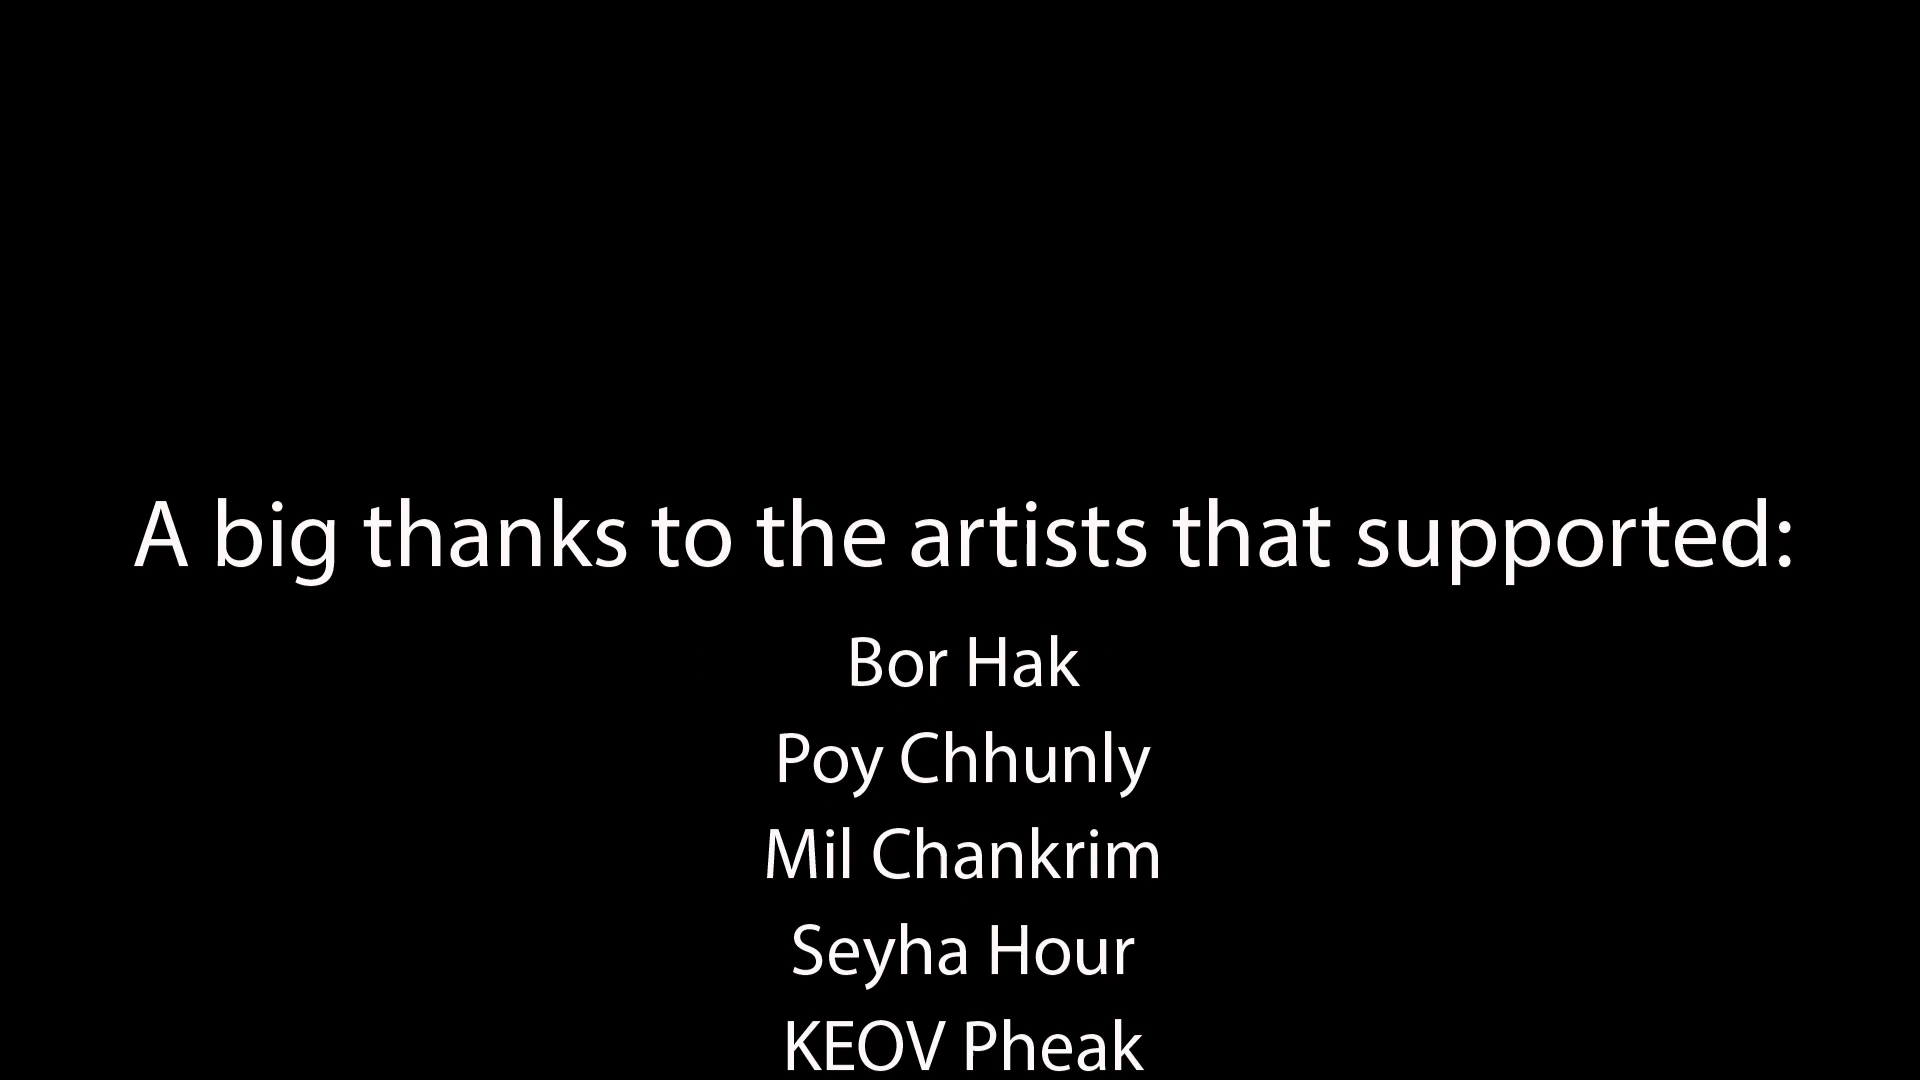 A big thanks to the artists that supported:
Bor Hak
Poy Chhunly
Mil Chankrim
Seyha Hour
KEOV Pheak